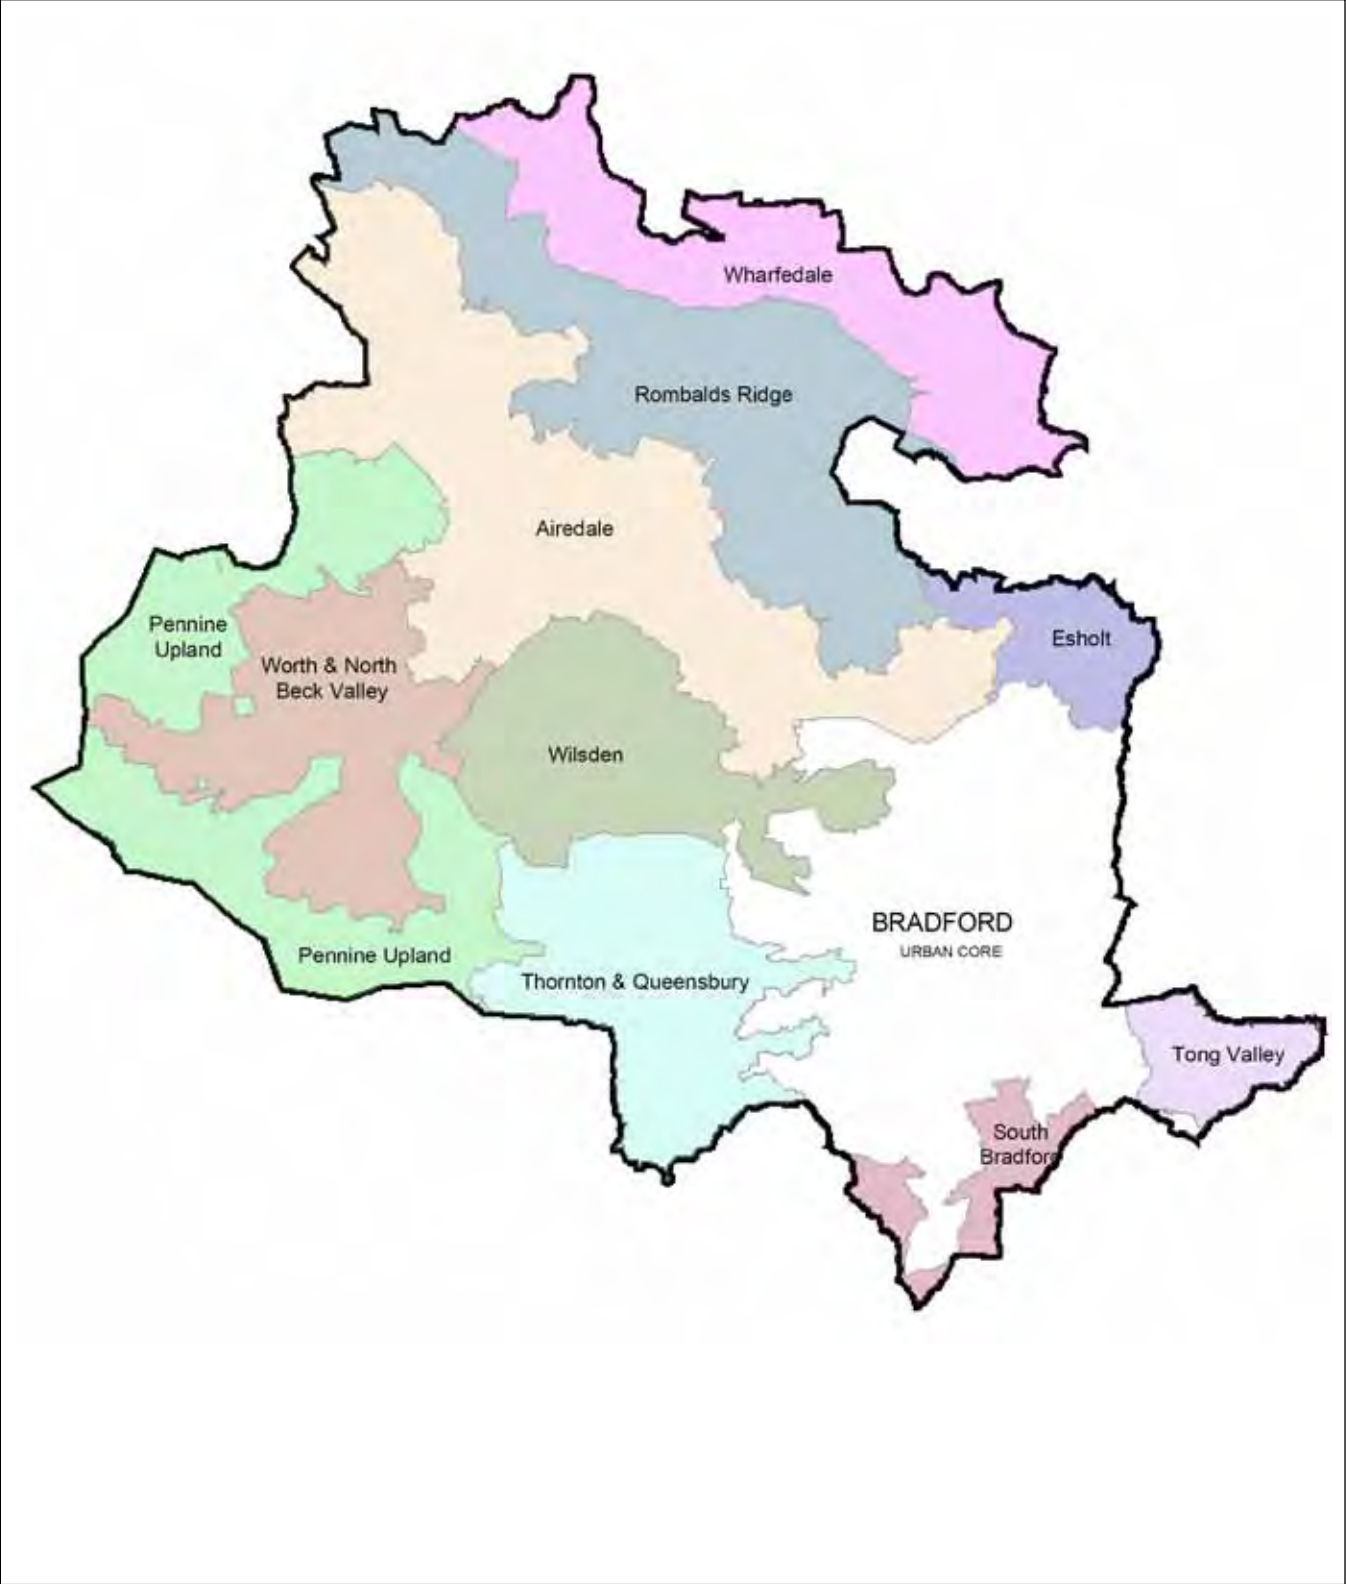 Wharfedale
Rombalds Ridge
Airedale
Pennine
Upland
Esholt
Worth & North
Beck Valley
Wilsden
BRADFORD
URBAN CORE
Pennine Upland
Thornton & Queensbury
Tong Valley
South
Bradford